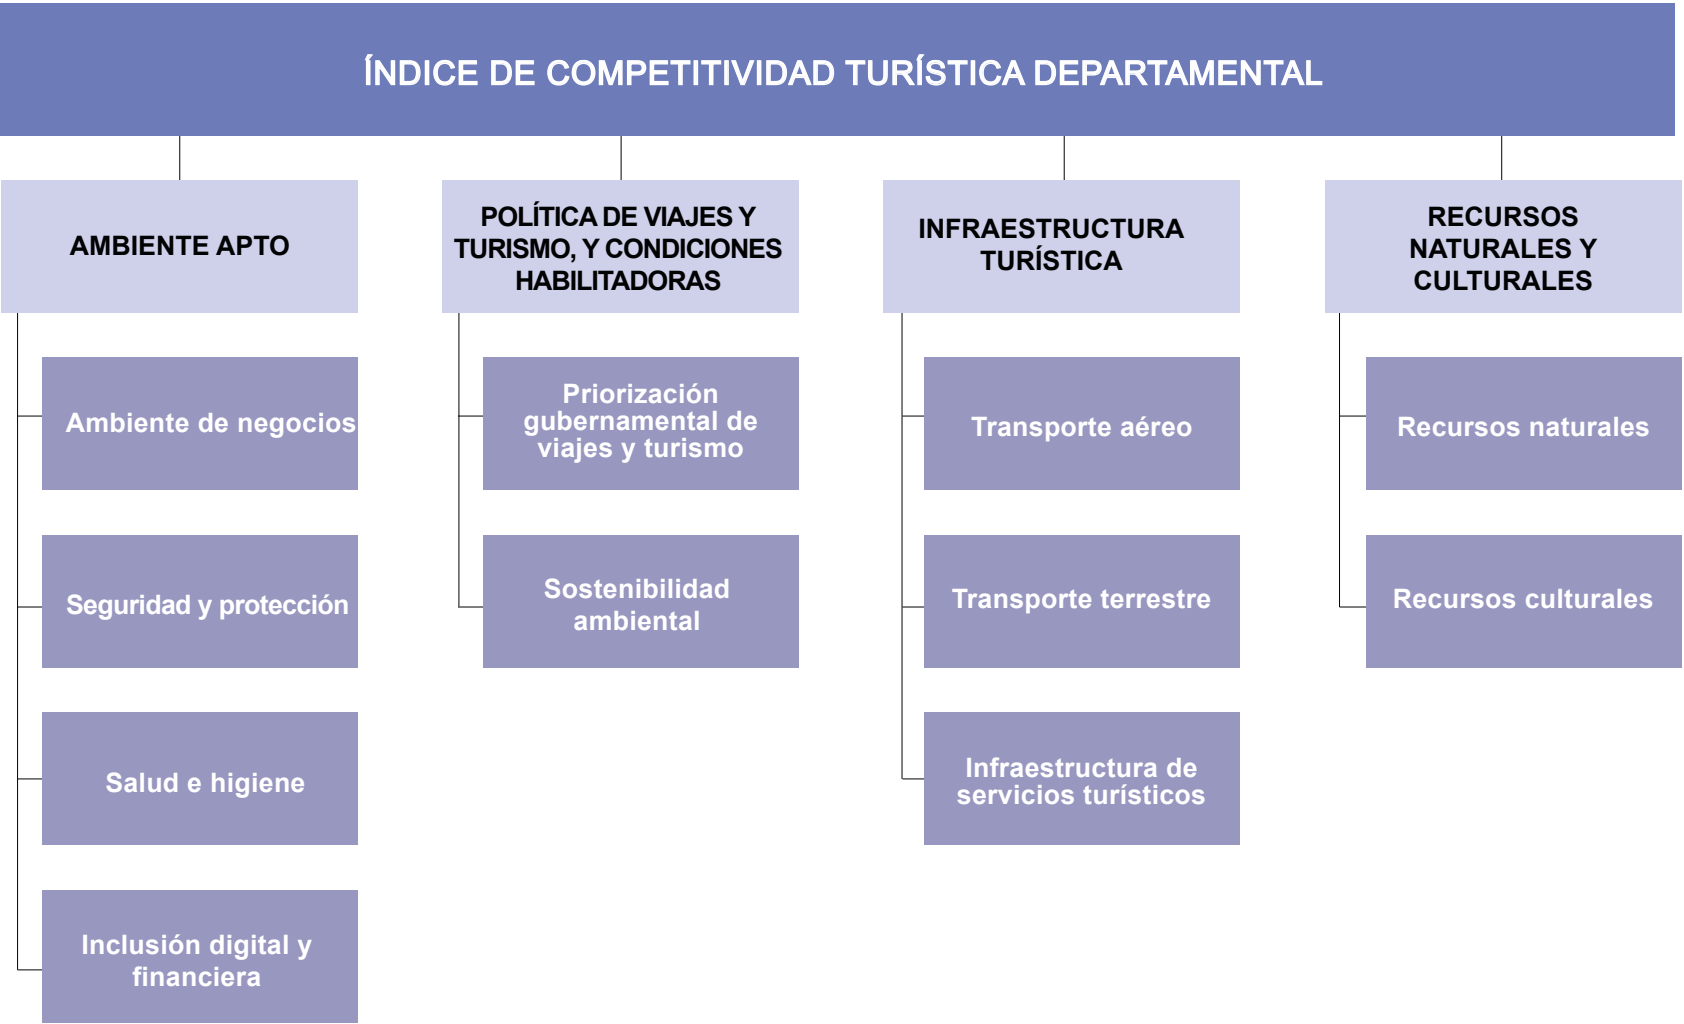 ÍNDICE DE COMPETITIVIDAD TURÍSTICA DEPARTAMENTAL
AMBIENTE APTO
Ambiente de negocios
Seguridad y protección
Salud e higiene
Inclusión digital y
financiera
POLÍTICA DE VIAJES Y
TURISMO, Y CONDICIONES
HABILITADORAS
Priorización
gubernamental de
viajes y turismo
Sostenibilidad
ambiental
INFRAESTRUCTURA
TURÍSTICA
Transporte aéreo
Transporte terrestre
Infraestructura de
servicios turísticos
RECURSOS
NATURALES Y
CULTURALES
Recursos naturales
Recursos culturales